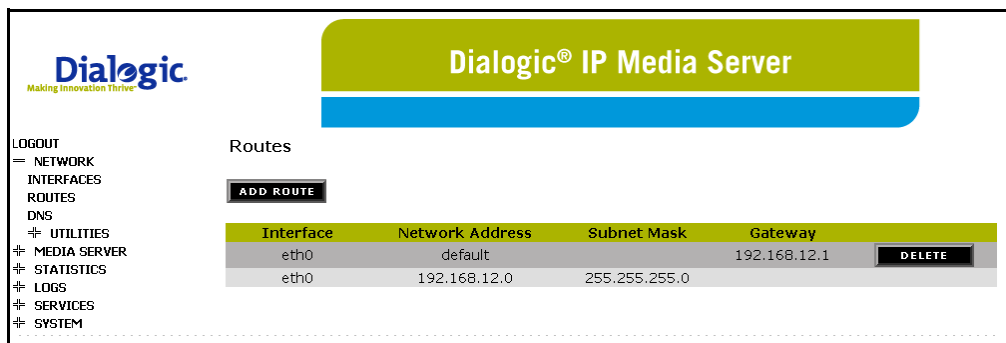 Dialogic.
Making Innovation Thrive™
Dialogic® IP Media Server
LOGOUT
NETWORK
INTERFACES
ROUTES
DNS
UTILITIES
MEDIA SERVER
STATISTICS
LOGS
SERVICES
SYSTEM
Routes
ADD ROUTE
Interface Network Address Subnet Mask Gateway
eth0 default 192.168.12.1 DELETE
eth0 192.168.12.0 255.255.255.0